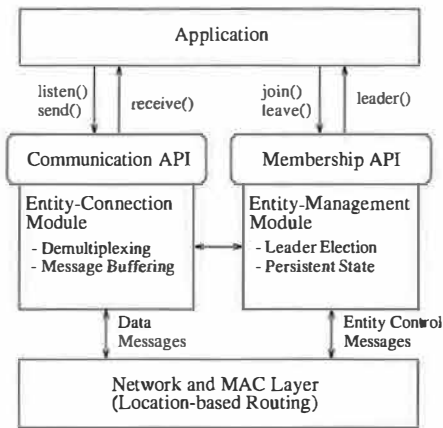 Application
listen()
send()
receive()
join()
leave()
leader()
Communication API
Membership API
Entity-Connection
Module
- Demultiplexing
- Message Buffering
Entity-Management
Module
- Leader Election
- Persistent State
Data
Messages
Entity Control
Messages
Network and MAC Layer
(Location-based Routing)